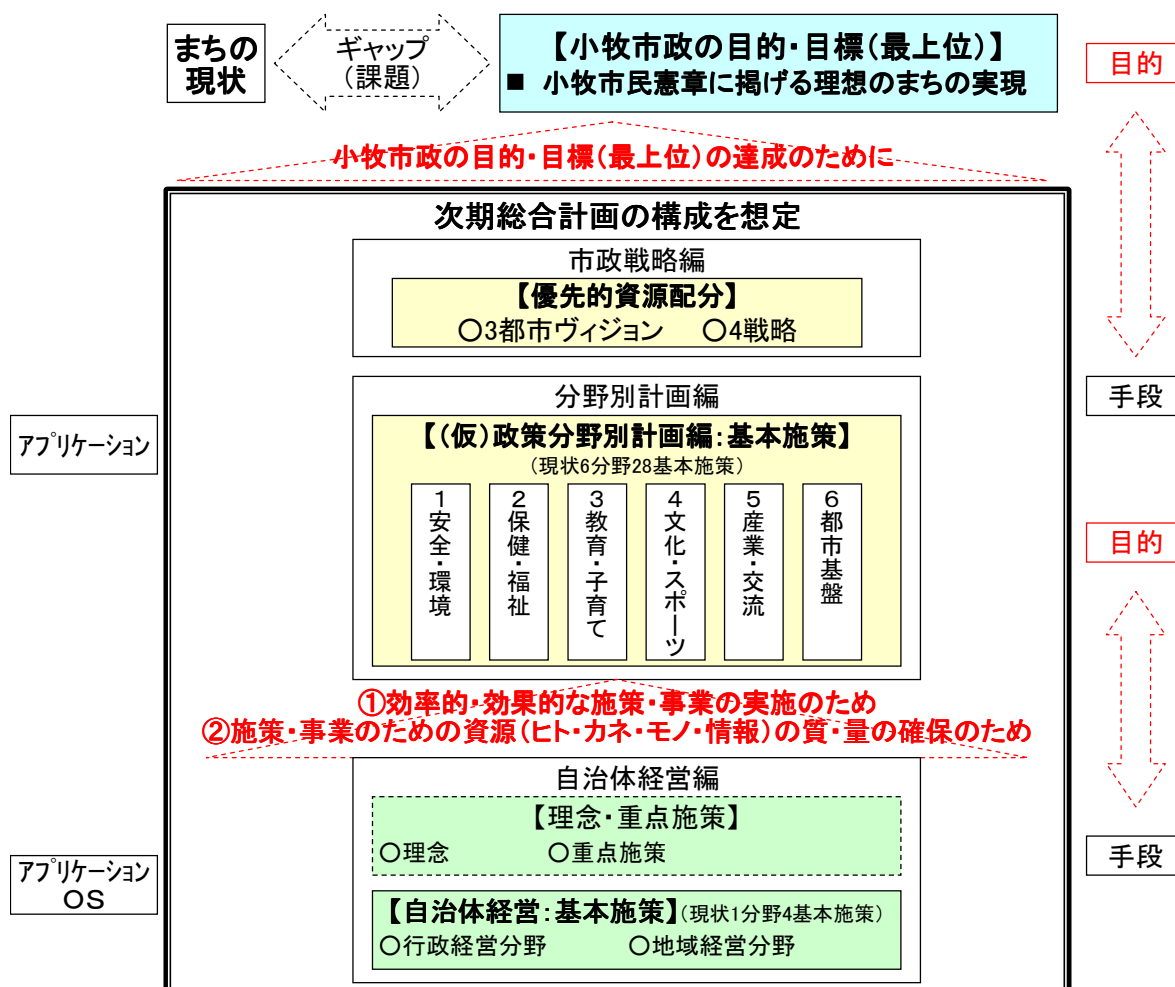 まちの
現状
ギャップ
(課題)
【小牧市政の目的・目標(最上位)】
■ 小牧市民憲章に掲げる理想のまちの実現
目的
小牧市政の目的・目標(最上位)の達成のために
次期総合計画の構成を想定
市政戦略編
【優先的資源配分】
○3都市ヴィジョン ○4戦略
手段
アプリケーション
分野別計画編
【(仮)政策分野別計画編:基本施策】
(現状6分野28基本施策)
1安全・環境
2保健・福祉
3教育・子育て
4文化・スポーツ
5産業・交流
6都市基盤
目的
①効率的・効果的な施策・事業の実施のため
②施策・事業のための資源(ヒト・カネ・モノ・情報)の質・量の確保のため
自治体経営編
【理念・重点施策】
○理念 ○重点施策
手段
アプリケーション
OS
【自治体経営:基本施策】(現状1分野4基本施策)
○行政経営分野 ○地域経営分野